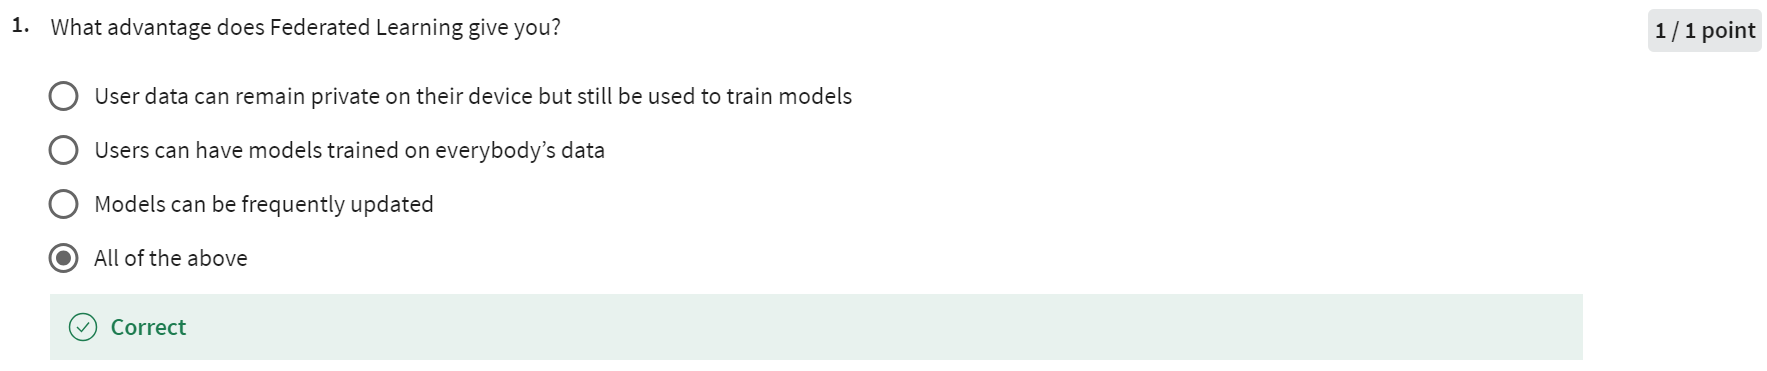 1. What advantage does Federated Learning give you?
1 / 1 point
User data can remain private on their device but still be used to train models
Users can have models trained on everybody’s data
Models can be frequently updated
All of the above
Correct